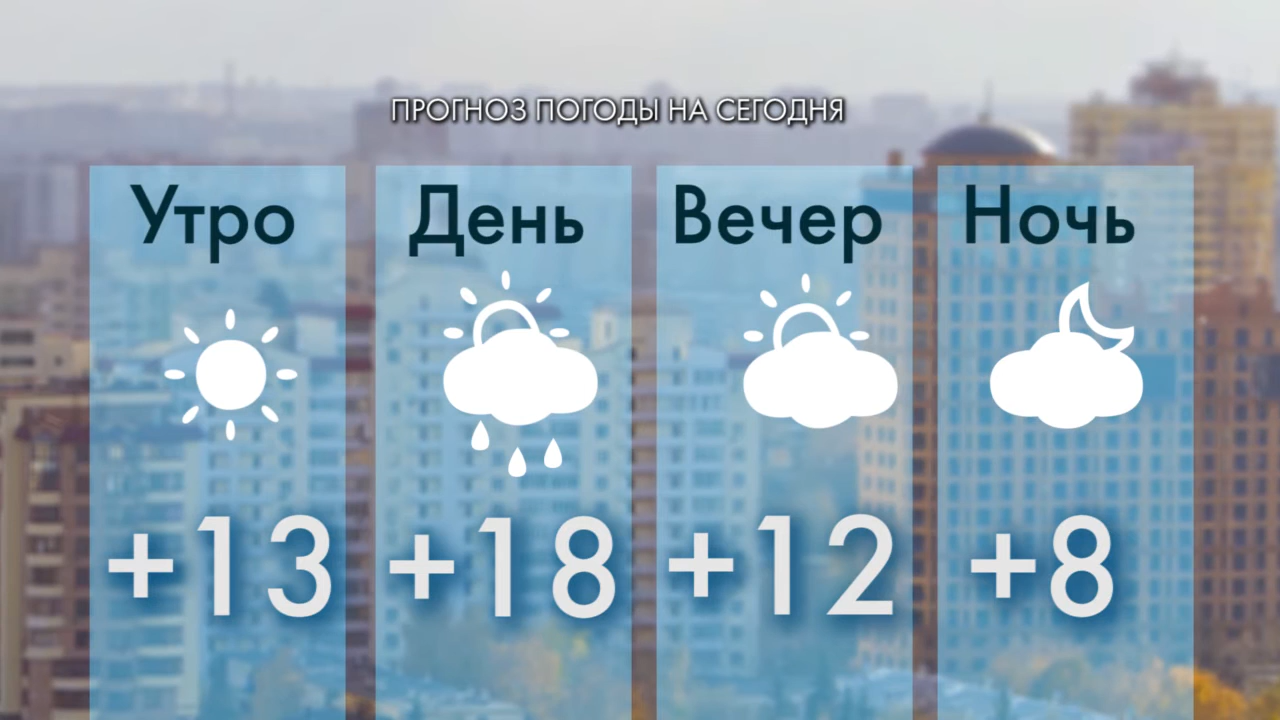 ПРОГНОЗ ПОГОДЫ НА СЕГОДНЯ
Утро День Вечер Ночь
+13 +18 +12 +8